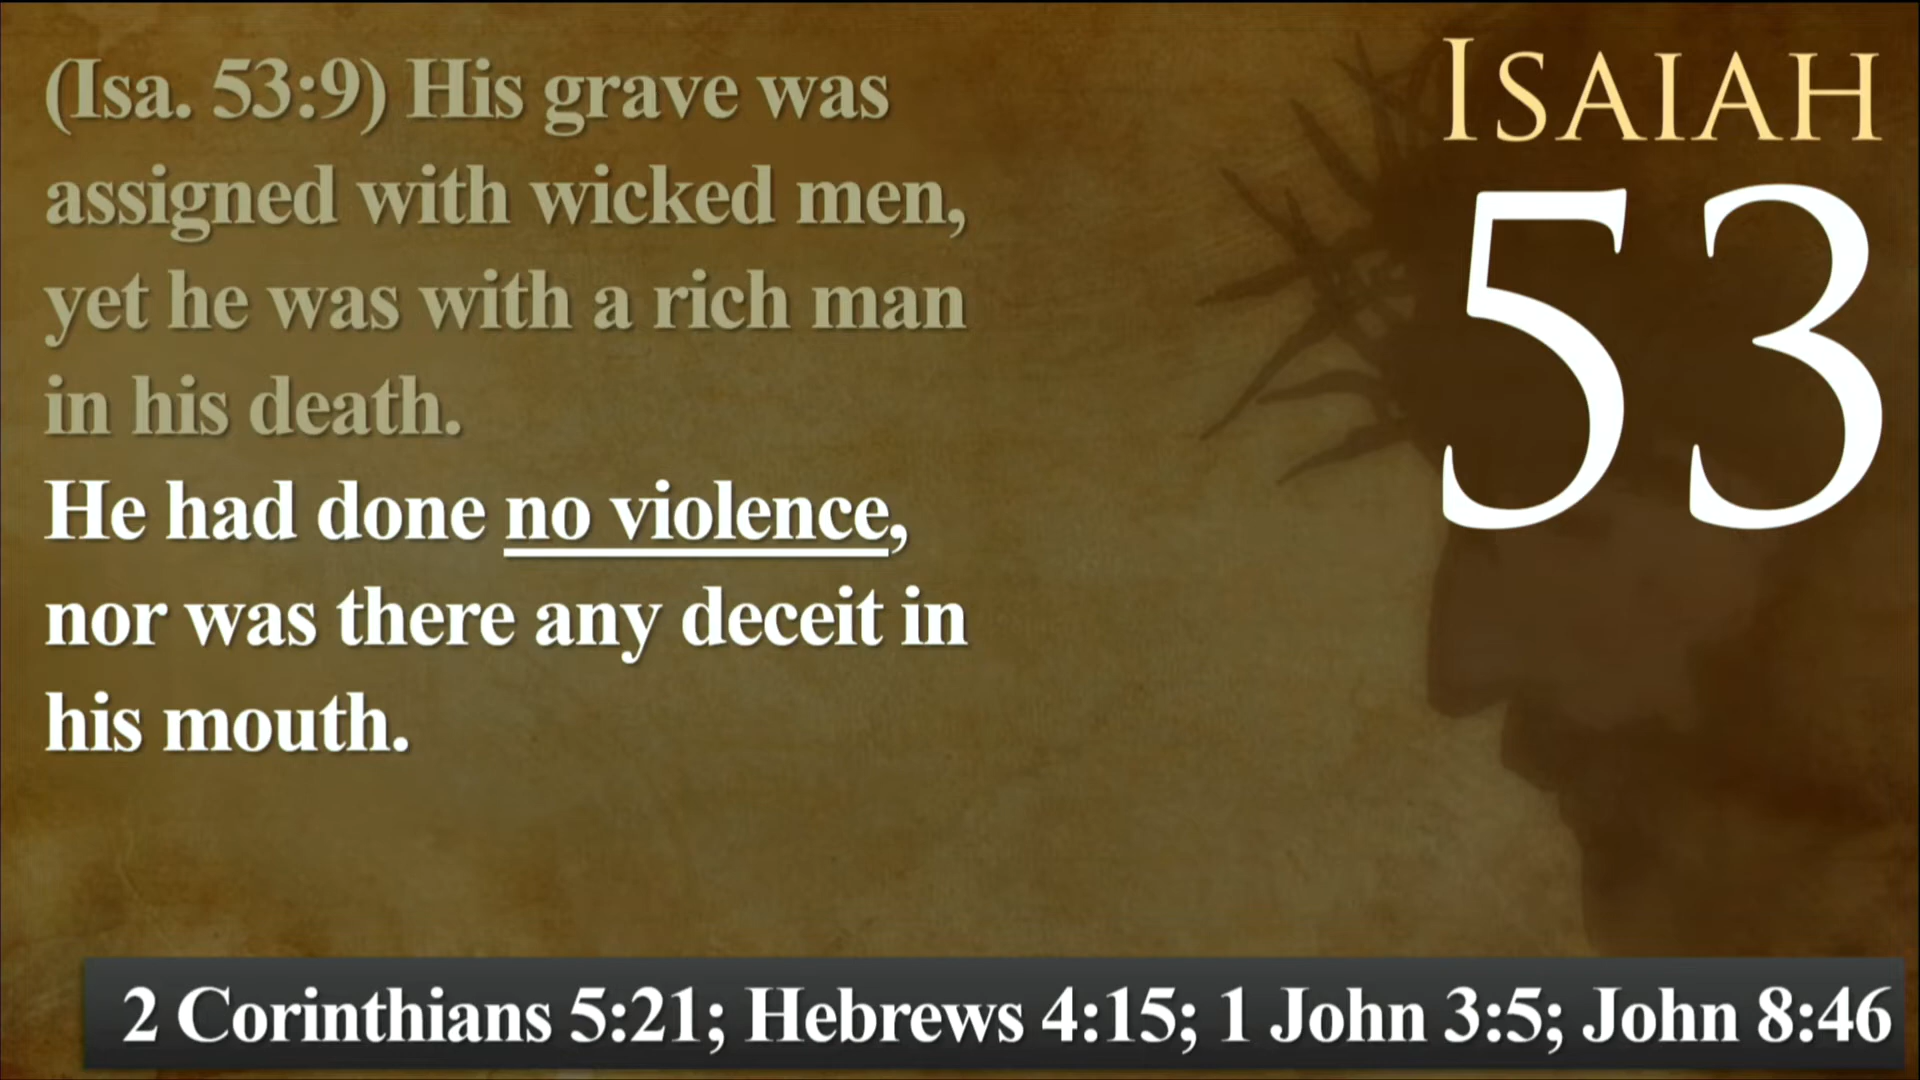 (Isa. 53:9) His grave was
assigned with wicked men,
yet he was with a rich man
in his death.
He had done no violence,
nor was there any deceit in
his mouth.
ISAIAH
53
2 Corinthians 5:21; Hebrews 4:15; 1 John 3:5; John 8:46